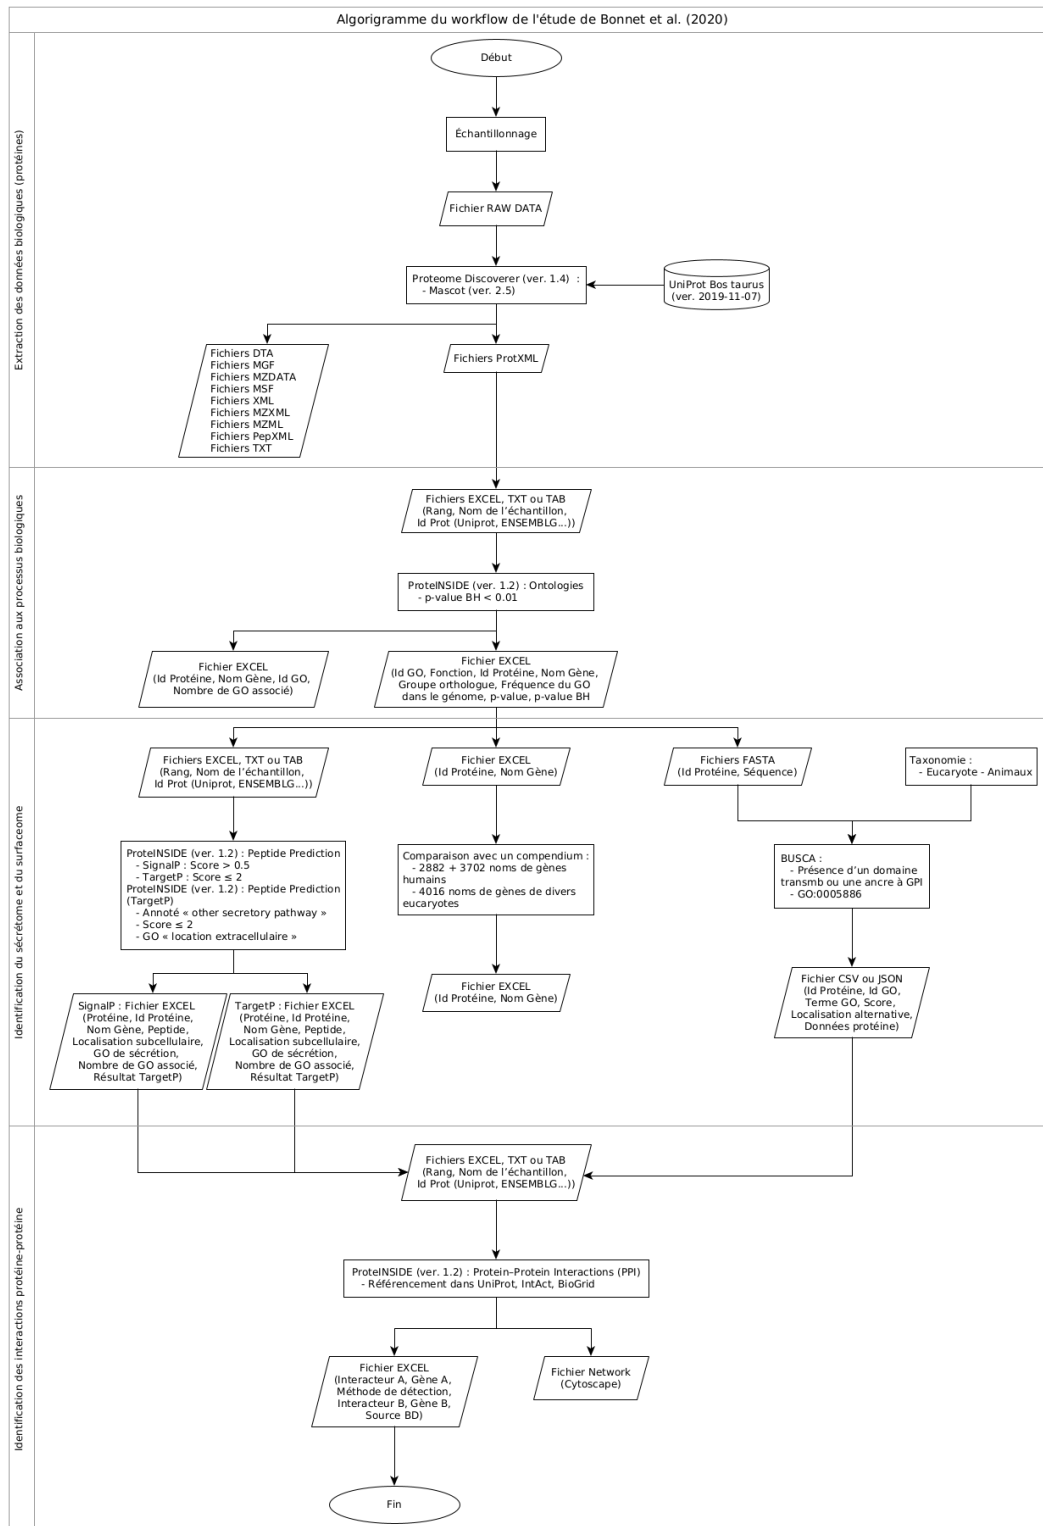 Algorigramme du workflow de l'étude de Bonnet et al. (2020)
Extraction des données biologiques (protéines)
Début
Échantillonnage
Fichier RAW DATA
Proteome Discoverer (ver. 1.4) :
- Mascot (ver. 2.5)
UniProt Bos taurus
(ver. 2019-11-07)
Fichiers DTA
Fichiers MGF
Fichiers MZDATA
Fichiers MSF
Fichiers XML
Fichiers MZXML
Fichiers MZML
Fichiers PepXML
Fichiers TXT
Fichiers ProtXML
Association aux processus biologiques
Fichiers EXCEL, TXT ou TAB
(Rang, Nom de l’échantillon,
Id Prot (Uniprot, ENSEMBLG...))
ProteINSIDE (ver. 1.2) : Ontologies
- p-value BH < 0.01
Fichier EXCEL
(Id Protéine, Nom Gène, Id GO,
Nombre de GO associé)
Fichier EXCEL
(Id GO, Fonction, Id Protéine, Nom Gène,
Groupe orthologue, Fréquence du GO
dans le génome, p-value, p-value BH
Identification du sécrétome et du surfaceome
Fichiers EXCEL, TXT ou TAB
(Rang, Nom de l’échantillon,
Id Prot (Uniprot, ENSEMBLG...))
Fichier EXCEL
(Id Protéine, Nom Gène)
Fichiers FASTA
(Id Protéine, Séquence)
Taxonomie :
- Eucaryote - Animaux
ProteINSIDE (ver. 1.2) : Peptide Prediction
- SignalP : Score > 0.5
- TargetP : Score ≤ 2
ProteINSIDE (ver. 1.2) : Peptide Prediction
(TargetP)
- Annoté « other secretory pathway »
- Score ≤ 2
- GO « location extracellulaire »
Comparaison avec un compendium :
- 2882 + 3702 noms de gènes
humains
- 4016 noms de gènes de divers
eucaryotes
BUSCA :
- Présence d’un domaine
transmb ou une ancre à GPI
- GO:0005886
SignalP : Fichier EXCEL
(Protéine, Id Protéine,
Nom Gène, Peptide,
Localisation subcellulaire,
GO de sécrétion,
Nombre de GO associé,
Résultat TargetP)
TargetP : Fichier EXCEL
(Protéine, Id Protéine,
Nom Gène, Peptide,
Localisation subcellulaire,
GO de sécrétion,
Nombre de GO associé,
Résultat TargetP)
Fichier EXCEL
(Id Protéine, Nom Gène)
Fichier CSV ou JSON
(Id Protéine, Id GO,
Terme GO, Score,
Localisation alternative,
Données protéine)
Identification des interactions protéine-protéine
Fichiers EXCEL, TXT ou TAB
(Rang, Nom de l’échantillon,
Id Prot (Uniprot, ENSEMBLG...))
ProteINSIDE (ver. 1.2) : Protein–Protein Interactions (PPI)
- Référencement dans UniProt, IntAct, BioGrid
Fichier EXCEL
(Interacteur A, Gène A,
Méthode de détection,
Interacteur B, Gène B,
Source BD)
Fichier Network
(Cytoscape)
Fin